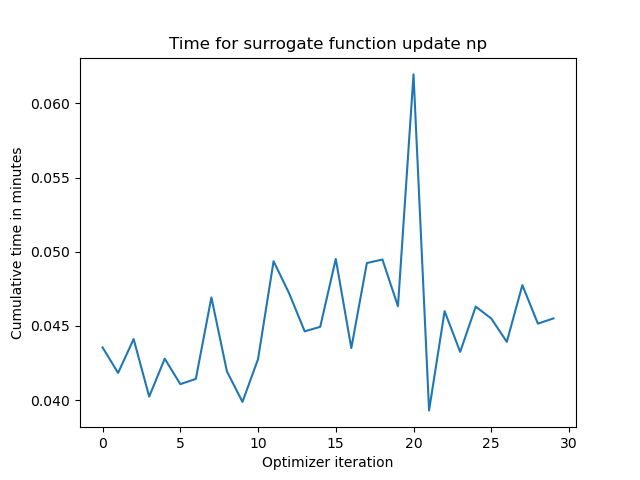 Time for surrogate function update np
Cumulative time in minutes
0.060
0.055
0.050
0.045
0.040
0 5 10 15 20 25 30
Optimizer iteration